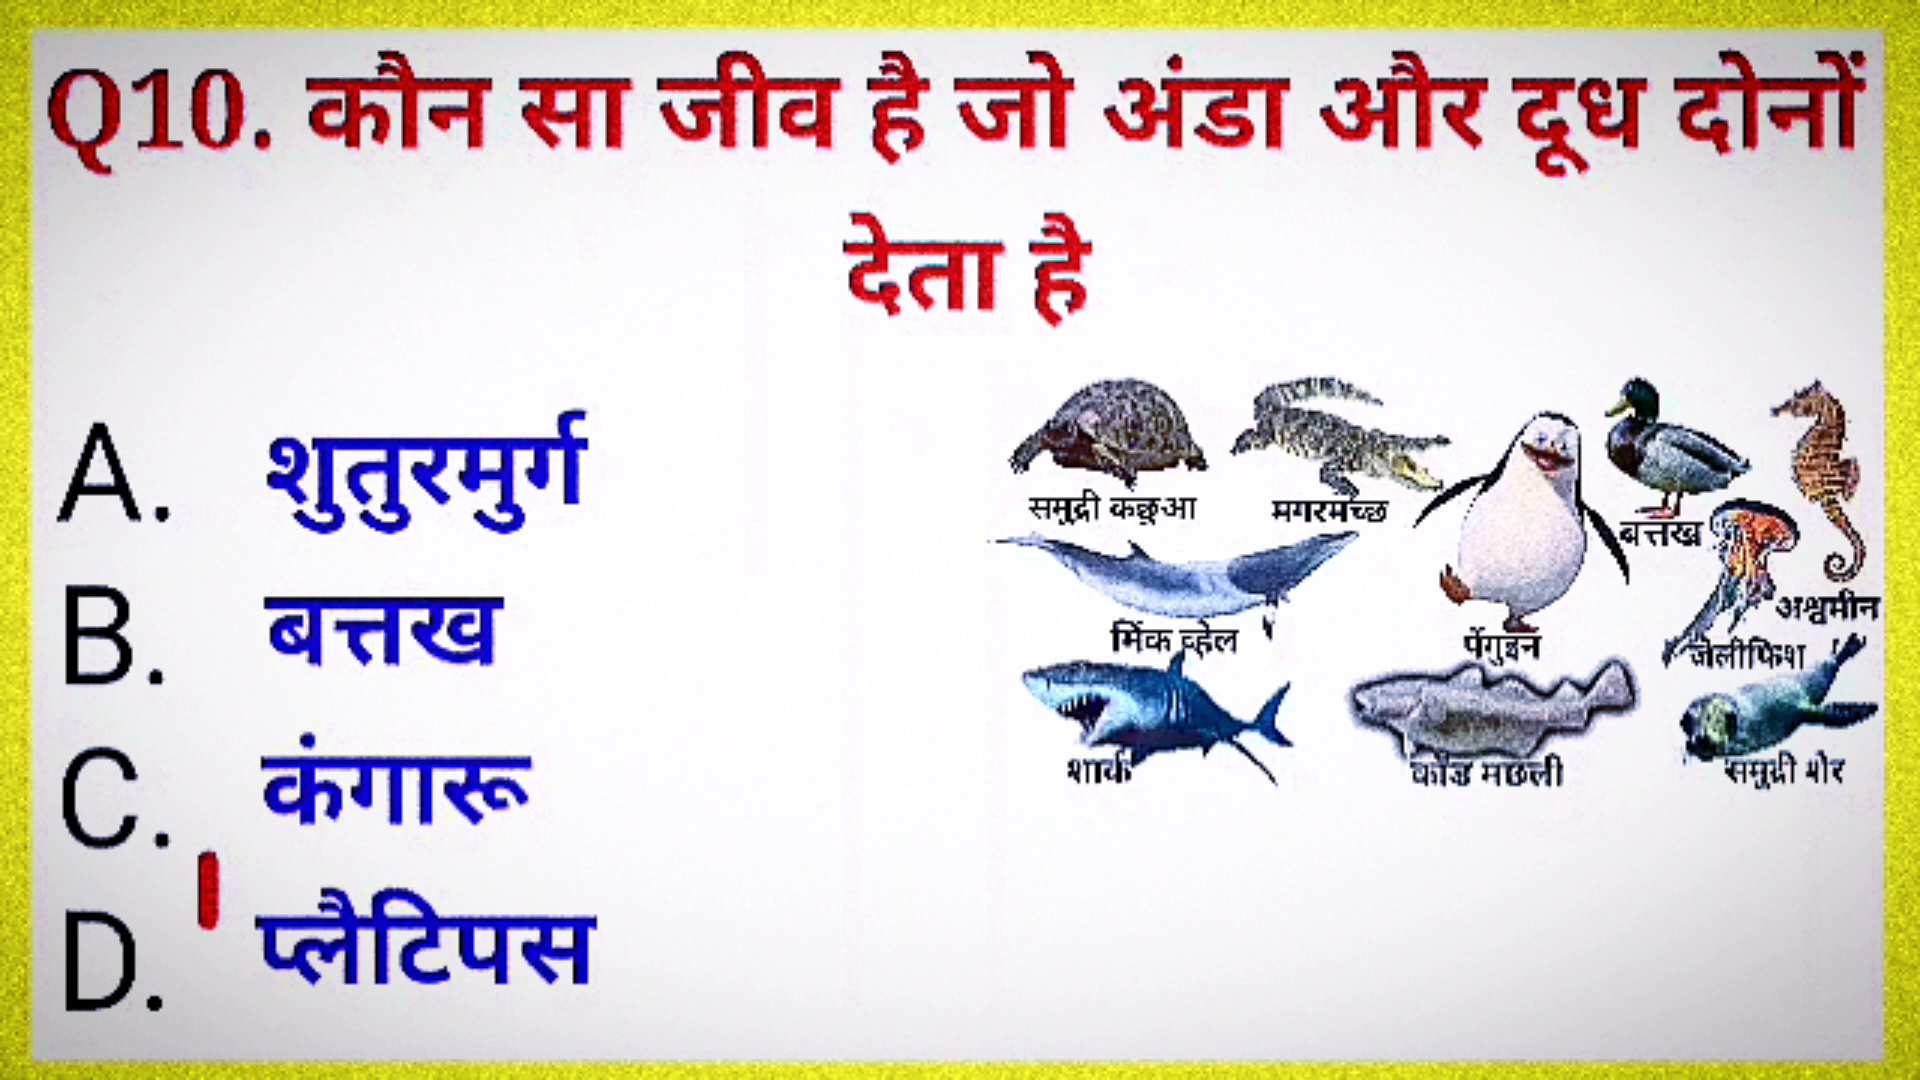 Q10. कौन सा जीव है जो अंडा और दूध दोनों
देता है
A. शुतुरमुर्ग
B. बत्तख
C. कंगारू
D. प्लैटिपस
समुद्री कछुआ
मगरमच्छ
बत्तख
अश्वमीन
मिंक व्हेल
पेंगुइन
जेलीफिश
शार्क
कॉड मछली
समुद्री शेर